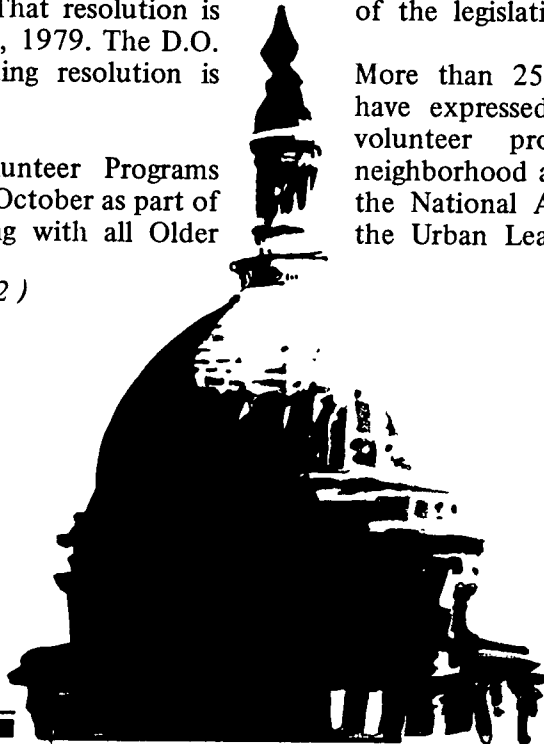 That resolution is
, 1979. The D.O.
ing resolution is
unteer Programs
October as part of
g with all Older
2 )
of the legislati
More than 25
have expressed
volunteer pro
neighborhood a
the National A
the Urban Lea